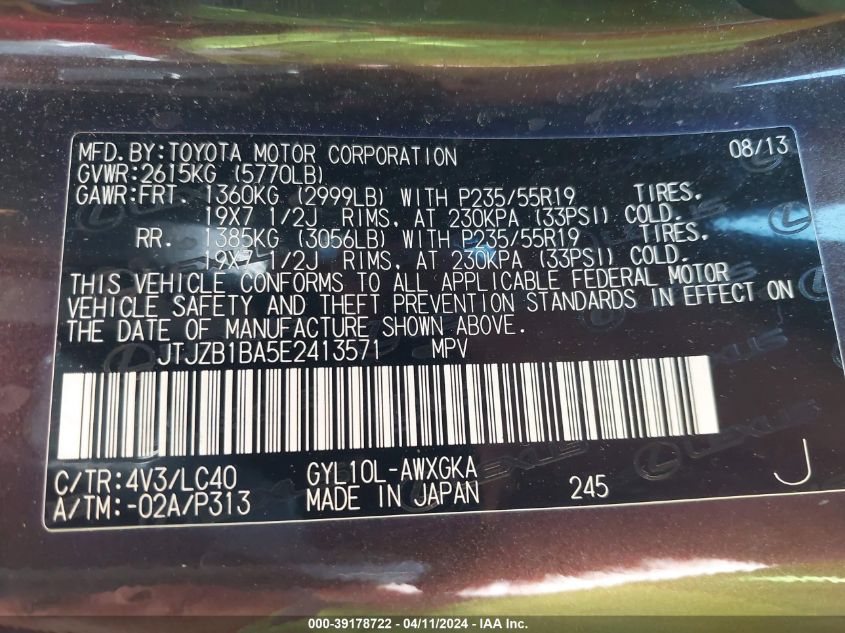 MFD.BY:TOYOTA MOTOR CORPORATION 08/13
GVWR:2615KG (5770LB)
GAWR:FRT. 1360KG (2999LB) WITH P235/55R19 TIRES,
19X7 1/2J RIMS, AT 230KPA (33PSI) COLD.
RR. 1385KG (3056LB) WITH P235/55R19 TIRES,
19X7 1/2J RIMS, AT 230KPA (33PSI) COLD.
THIS VEHICLE CONFORMS TO ALL APPLICABLE FEDERAL MOTOR
VEHICLE SAFETY AND THEFT PREVENTION STANDARDS IN EFFECT ON
THE DATE OF MANUFACTURE SHOWN ABOVE.
JTJZB1BA5E2413571 MPV
C/TR:4V3/LC40 GYL10L-AWXGKA J
A/TM:-02A/P313 MADE IN JAPAN 245
LEXUS
000-39178722 - 04/11/2024 - IAA Inc.